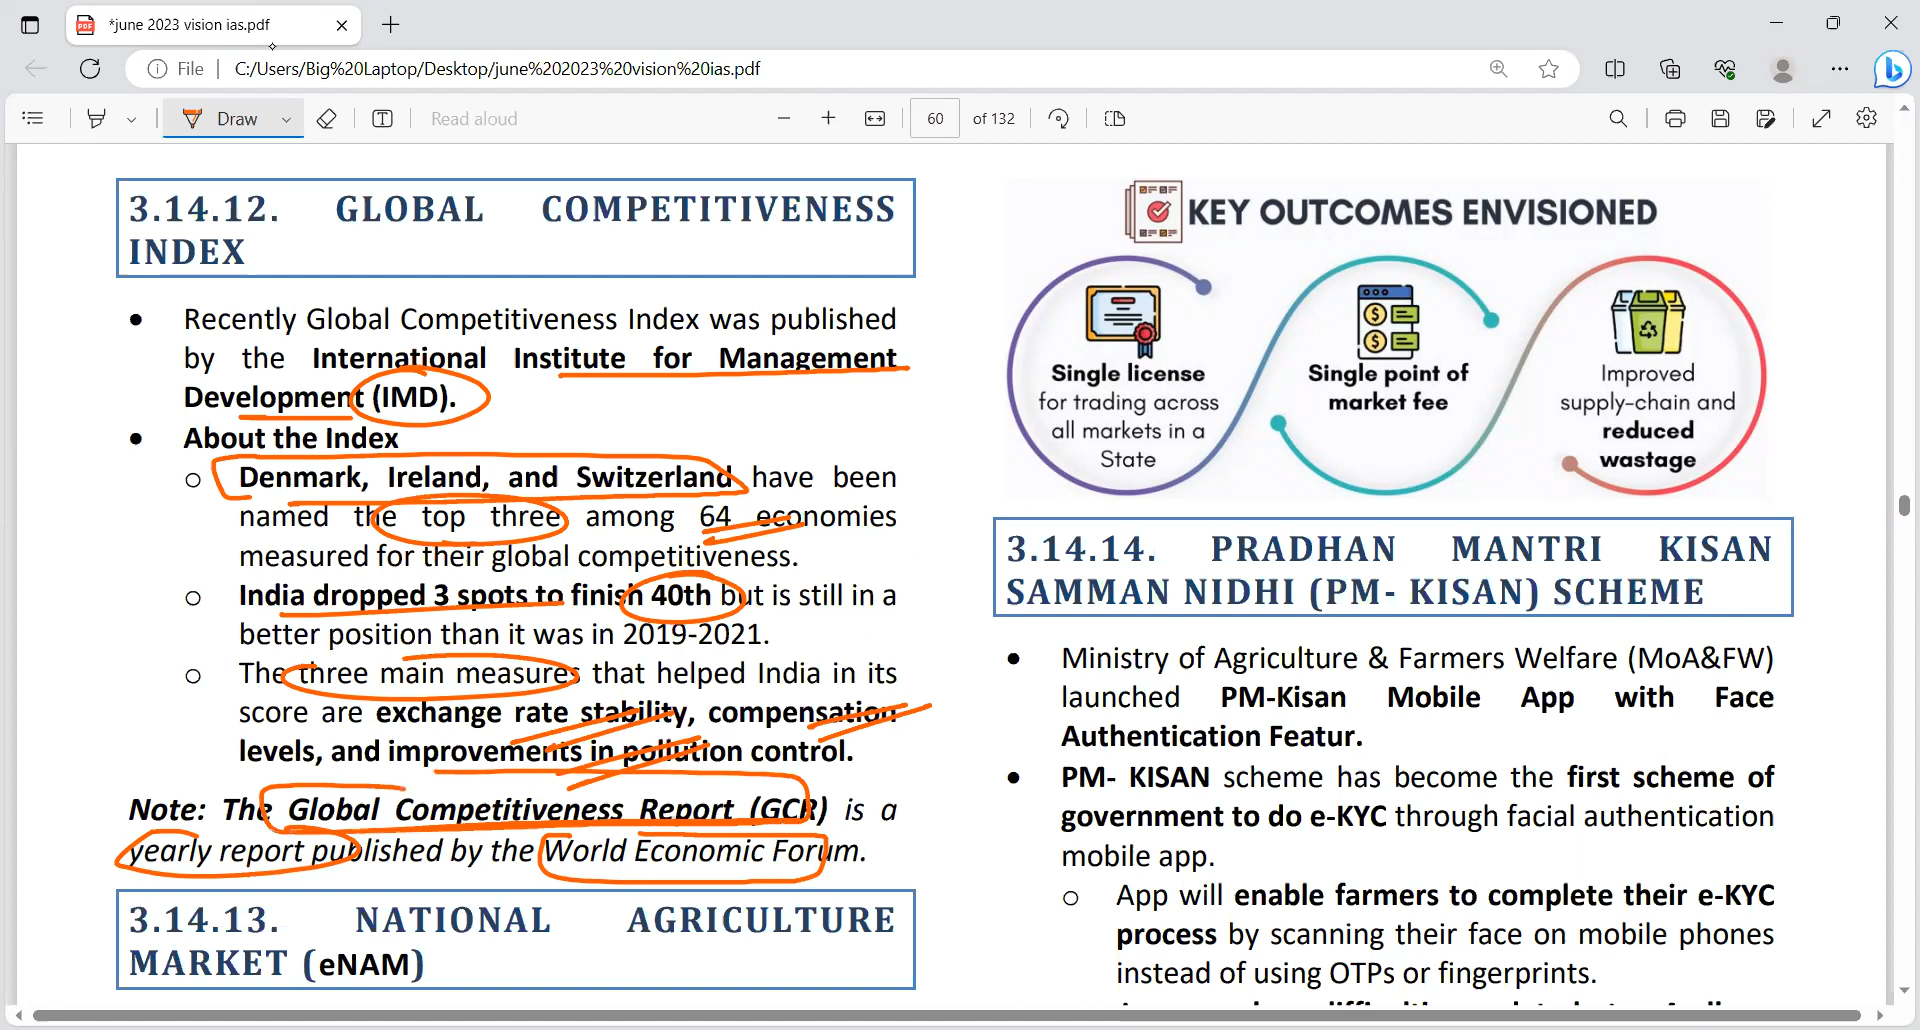 *june 2023 vision ias.pdf
File
C:/Users/Big%20Laptop/Desktop/june%202023%20vision%20ias.pdf
Draw
Read aloud
60 of 132
3.14.12. GLOBAL COMPETITIVENESS
INDEX
• Recently Global Competitiveness Index was published
by the International Institute for Management
Development (IMD).
• About the Index
o Denmark, Ireland, and Switzerland have been
named the top three among 64 economies
measured for their global competitiveness.
o India dropped 3 spots to finish 40th but is still in a
better position than it was in 2019-2021.
o The three main measures that helped India in its
score are exchange rate stability, compensation
levels, and improvements in pollution control.
Note: The Global Competitiveness Report (GCR) is a
yearly report published by the World Economic Forum.
3.14.13. NATIONAL AGRICULTURE
MARKET (eNAM)
KEY OUTCOMES ENVISIONED
Single license
for trading across
all markets in a
State
Single point of
market fee
Improved
supply-chain and
reduced
wastage
3.14.14. PRADHAN MANTRI KISAN
SAMMAN NIDHI (PM- KISAN) SCHEME
• Ministry of Agriculture & Farmers Welfare (MoA&FW)
launched PM-Kisan Mobile App with Face
Authentication Featur.
• PM- KISAN scheme has become the first scheme of
government to do e-KYC through facial authentication
mobile app.
o App will enable farmers to complete their e-KYC
process by scanning their face on mobile phones
instead of using OTPs or fingerprints.